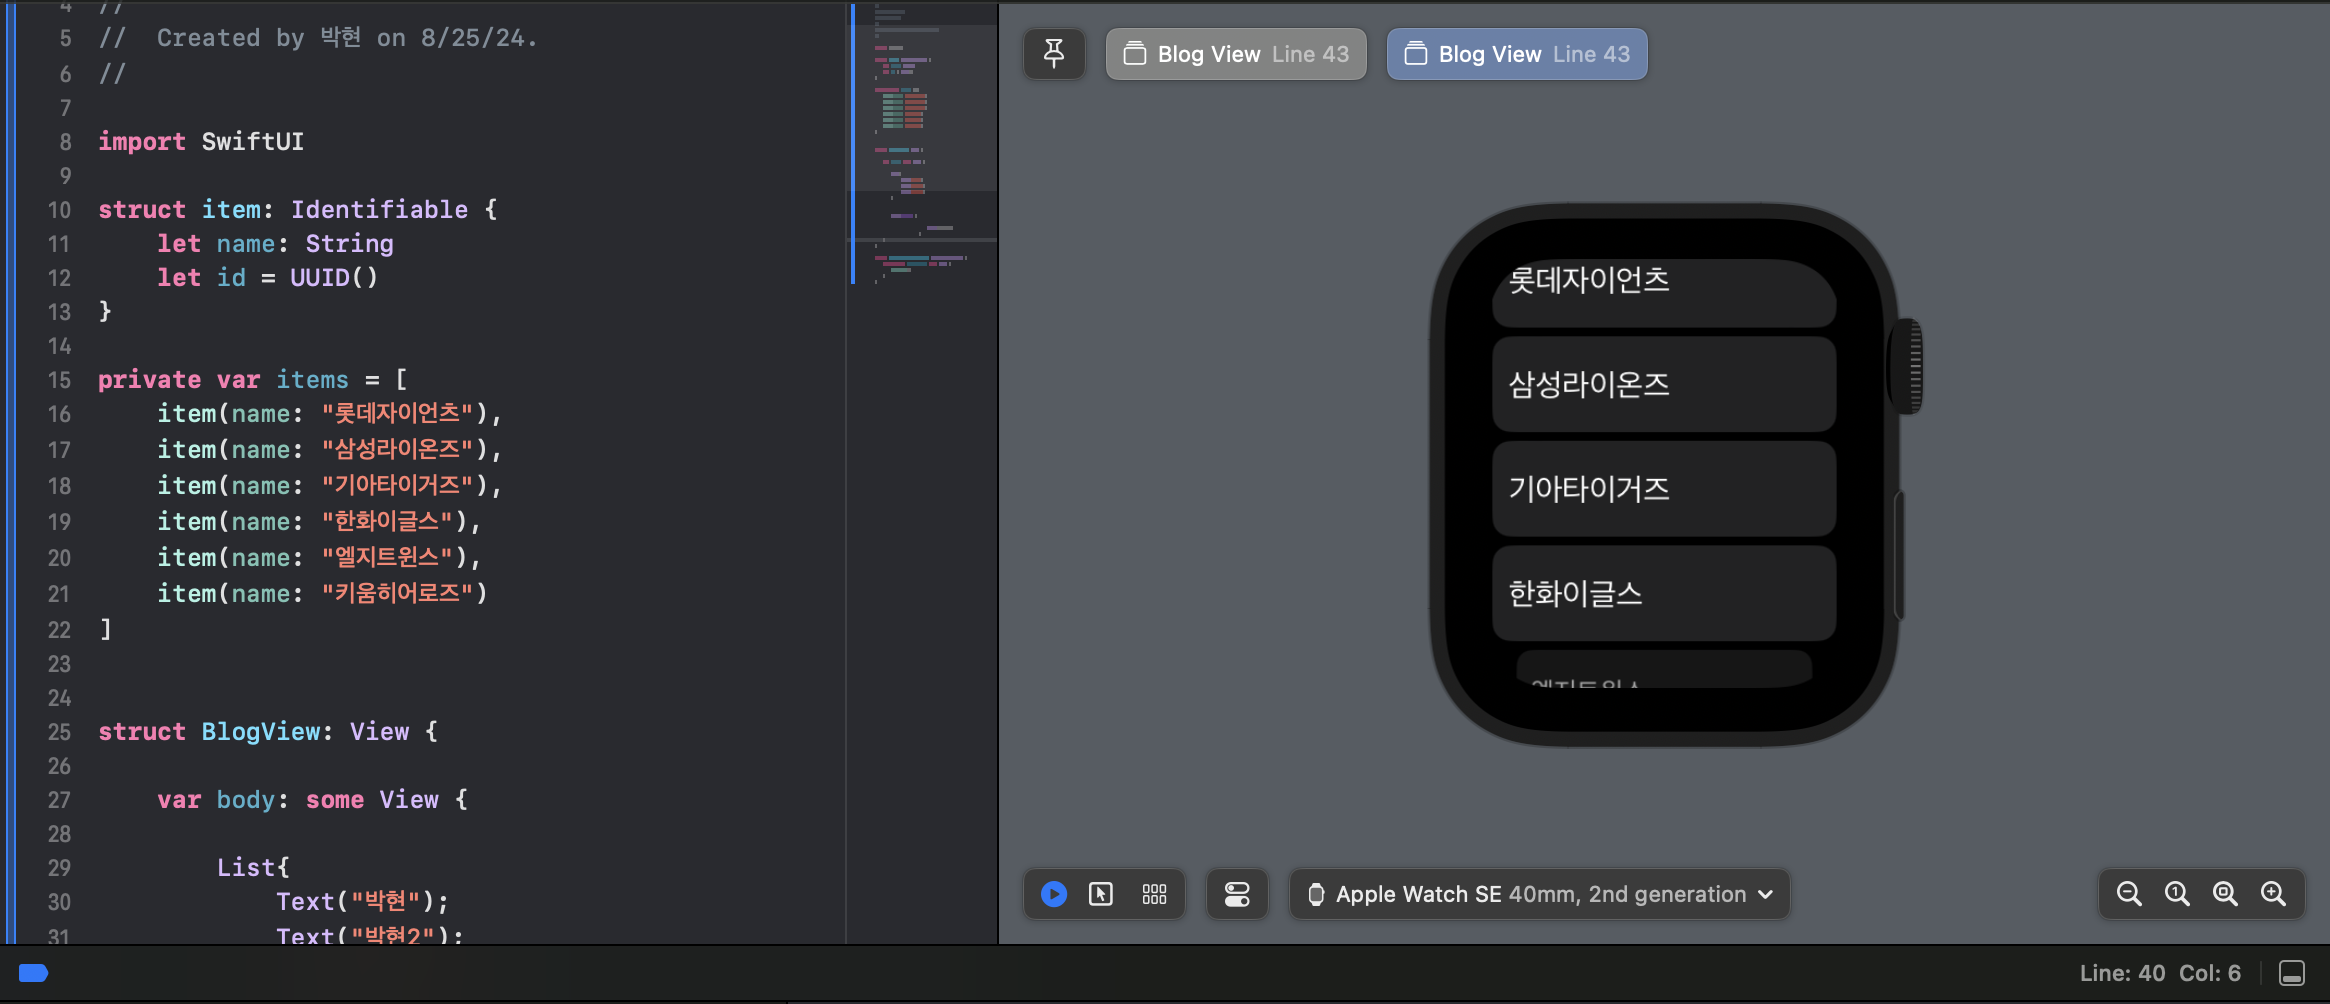 4 //
5 //  Created by 박현 on 8/25/24.
6 //
7
8 import SwiftUI
9
10 struct item: Identifiable {
11     let name: String
12     let id = UUID()
13 }
14
15 private var items = [
16     item(name: "롯데자이언츠"),
17     item(name: "삼성라이온즈"),
18     item(name: "기아타이거즈"),
19     item(name: "한화이글스"),
20     item(name: "엘지트윈스"),
21     item(name: "키움히어로즈")
22 ]
23
24
25 struct BlogView: View {
26
27     var body: some View {
28
29         List{
30             Text("박현");
31             Text("박현2");
Blog View Line 43
Blog View Line 43
롯데자이언츠
삼성라이온즈
기아타이거즈
한화이글스
엘지트윈스
Apple Watch SE 40mm, 2nd generation
Line: 40 Col: 6